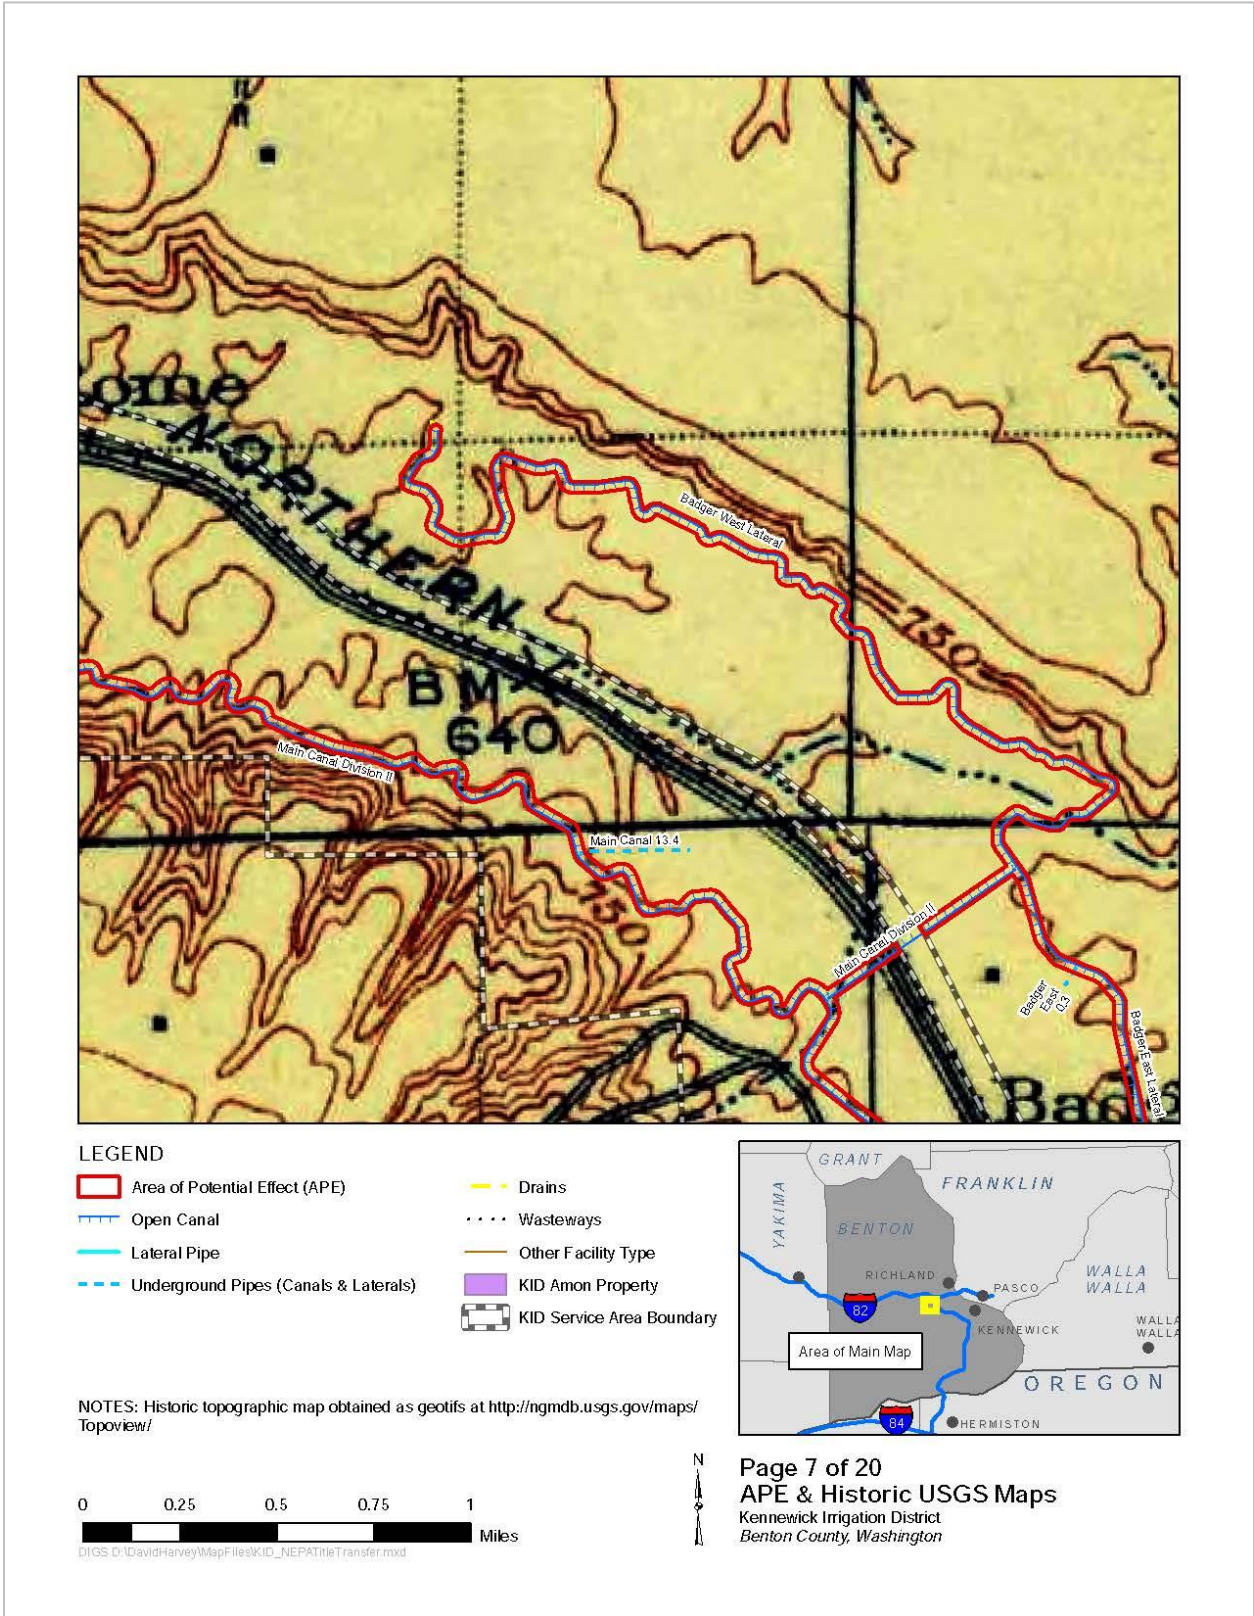 ome
NORTHERN
Badger West Lateral
750
BM X
640
Main Canal Division II
Main Canal 13.4
750
Main Canal Division II
Badger
East
0.3
Badger East Lateral
Bad
LEGEND
Area of Potential Effect (APE)
Open Canal
Lateral Pipe
Underground Pipes (Canals & Laterals)
Drains
Wasteways
Other Facility Type
KID Amon Property
KID Service Area Boundary
GRANT
FRANKLIN
YAKIMA
BENTON
RICHLAND
PASCO
WALLA
WALLA
82
KENNEWICK
WALLA
WALLA
Area of Main Map
OREGON
84
HERMISTON
NOTES: Historic topographic map obtained as geotifs at http://ngmdb.usgs.gov/maps/
Topoview/
N
0 0.25 0.5 0.75 1
Miles
DIGS D:\DavidHarvey\MapFiles\KID_NEPATitleTransfer.mxd
Page 7 of 20
APE & Historic USGS Maps
Kennewick Irrigation District
Benton County, Washington